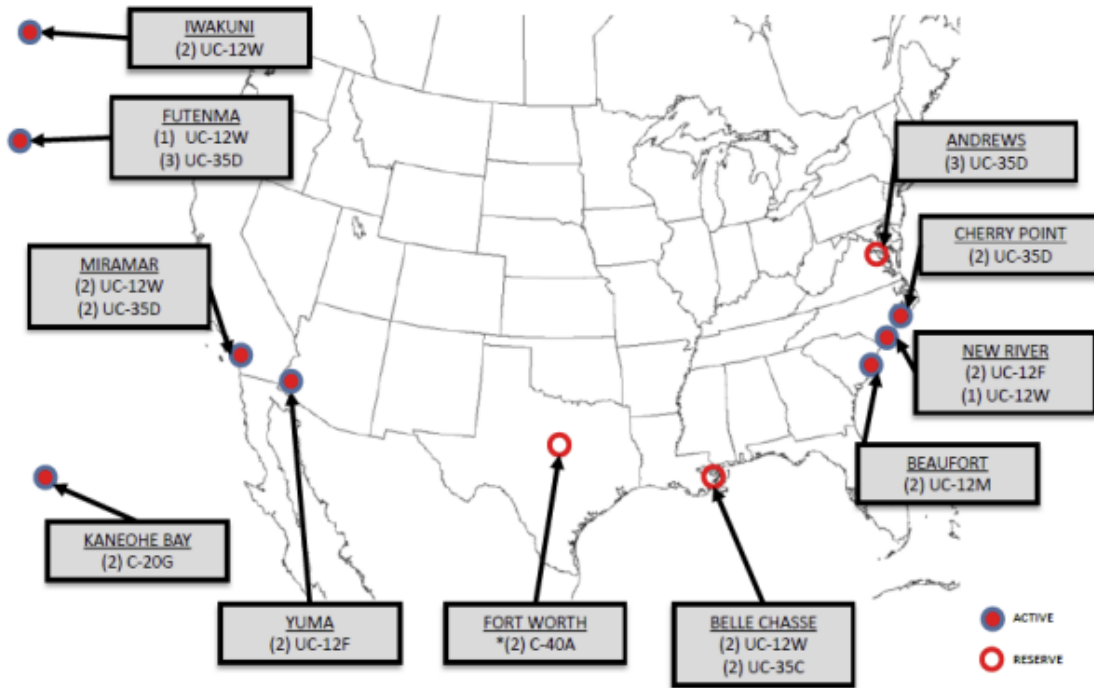 IWAKUNI
(2) UC-12W
FUTENMA
(1) UC-12W
(3) UC-35D
ANDREWS
(3) UC-35D
CHERRY POINT
(2) UC-35D
MIRAMAR
(2) UC-12W
(2) UC-35D
NEW RIVER
(2) UC-12F
(1) UC-12W
BEAUFORT
(2) UC-12M
KANEOHE BAY
(2) C-20G
YUMA
(2) UC-12F
FORT WORTH
*(2) C-40A
BELLE CHASSE
(2) UC-12W
(2) UC-35C
ACTIVE
RESERVE